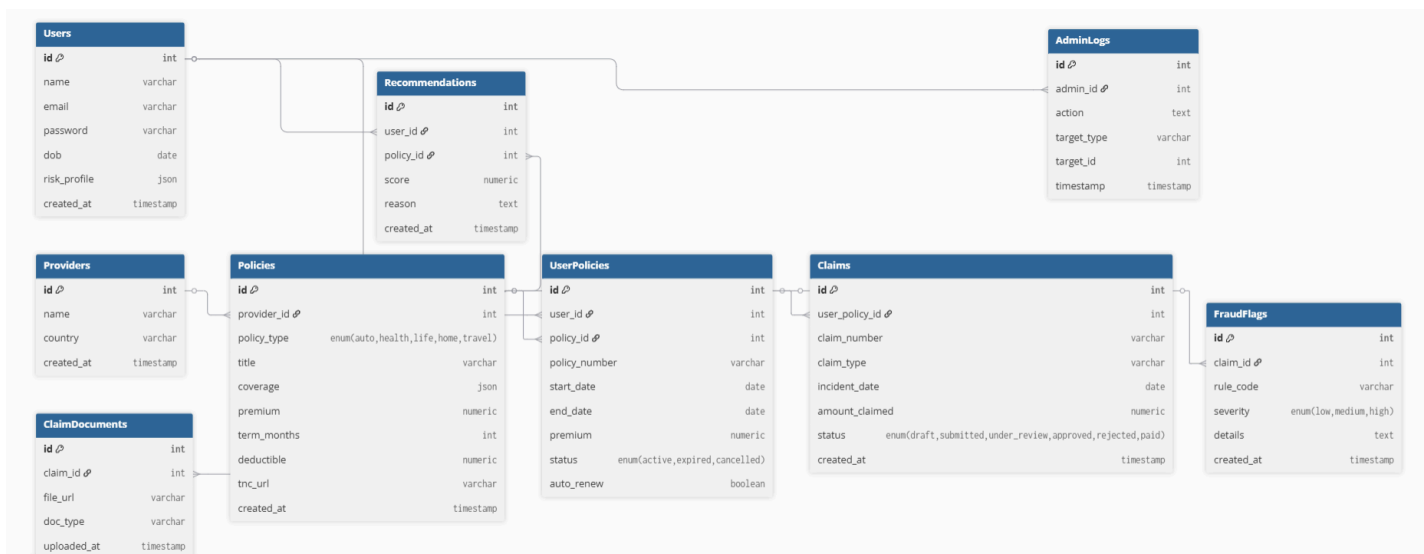 Users
id int
name varchar
email varchar
password varchar
dob date
risk_profile json
created_at timestamp
Recommendations
id int
user_id int
policy_id int
score numeric
reason text
created_at timestamp
AdminLogs
id int
admin_id int
action text
target_type varchar
target_id int
timestamp timestamp
Providers
id int
name varchar
country varchar
created_at timestamp
Policies
id int
provider_id int
policy_type enum(auto,health,life,home,travel)
title varchar
coverage json
premium numeric
term_months int
deductible numeric
tnc_url varchar
created_at timestamp
UserPolicies
id int
user_id int
policy_id int
policy_number varchar
start_date date
end_date date
premium numeric
status enum(active,expired,cancelled)
auto_renew boolean
Claims
id int
user_policy_id int
claim_number varchar
claim_type varchar
incident_date date
amount_claimed numeric
status enum(draft,submitted,under_review,approved,rejected,paid)
created_at timestamp
FraudFlags
id int
claim_id int
rule_code varchar
severity enum(low,medium,high)
details text
created_at timestamp
ClaimDocuments
id int
claim_id int
file_url varchar
doc_type varchar
uploaded_at timestamp